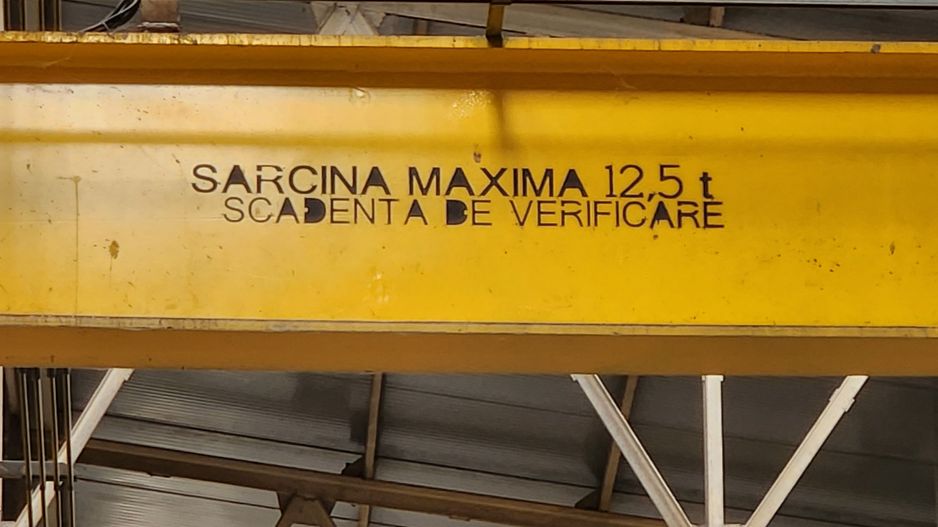 SARCINA MAXIMA 12,5 t
SCADENTA DE VERIFICARE